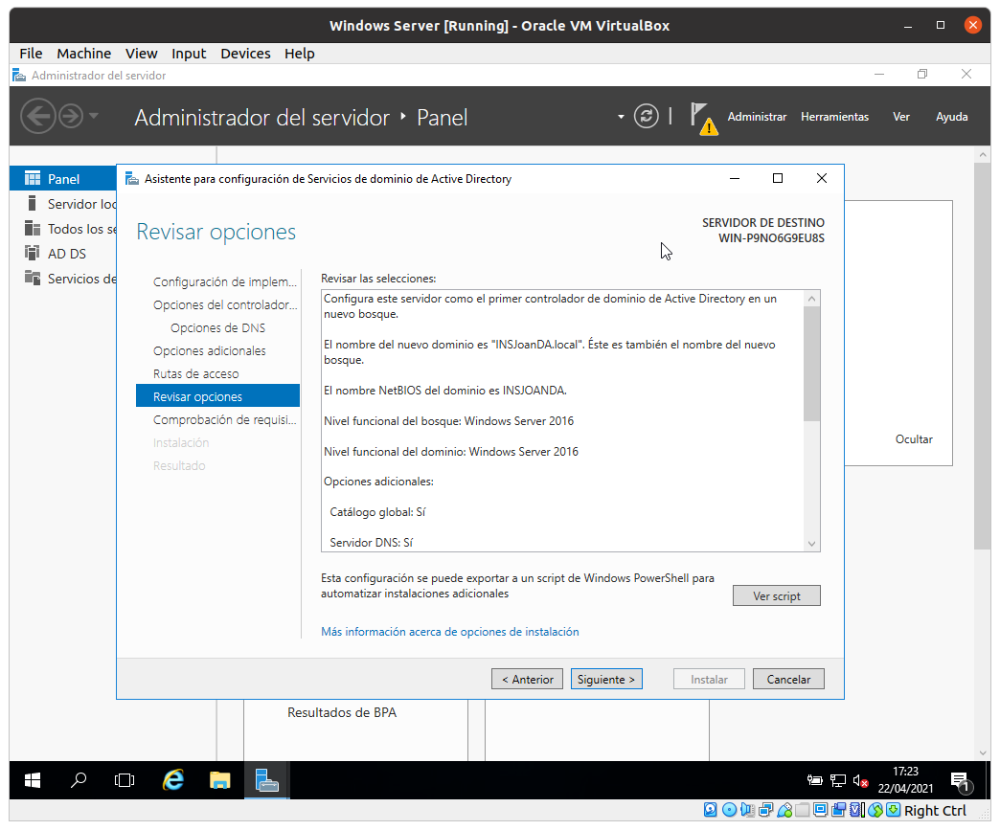 Windows Server [Running] - Oracle VM VirtualBox
File Machine View Input Devices Help
Administrador del servidor
Administrador del servidor ‣ Panel
Administrar Herramientas Ver Ayuda
Panel
Servidor loc
Todos los se
AD DS
Servicios de
Asistente para configuración de Servicios de dominio de Active Directory
Revisar opciones
SERVIDOR DE DESTINO
WIN-P9NO6G9EU8S
Configuración de implem...
Opciones del controlador...
Opciones de DNS
Opciones adicionales
Rutas de acceso
Revisar opciones
Comprobación de requisi...
Instalación
Resultado
Revisar las selecciones:
Configura este servidor como el primer controlador de dominio de Active Directory en un
nuevo bosque.
El nombre del nuevo dominio es "INSJoanDA.local". Éste es también el nombre del nuevo
bosque.
El nombre NetBIOS del dominio es INSJOANDA.
Nivel funcional del bosque: Windows Server 2016
Nivel funcional del dominio: Windows Server 2016
Opciones adicionales:
Catálogo global: Sí
Servidor DNS: Sí
Esta configuración se puede exportar a un script de Windows PowerShell para
automatizar instalaciones adicionales
Ver script
Más información acerca de opciones de instalación
< Anterior Siguiente > Instalar Cancelar
Ocultar
Resultados de BPA
17:23
22/04/2021
1
Right Ctrl